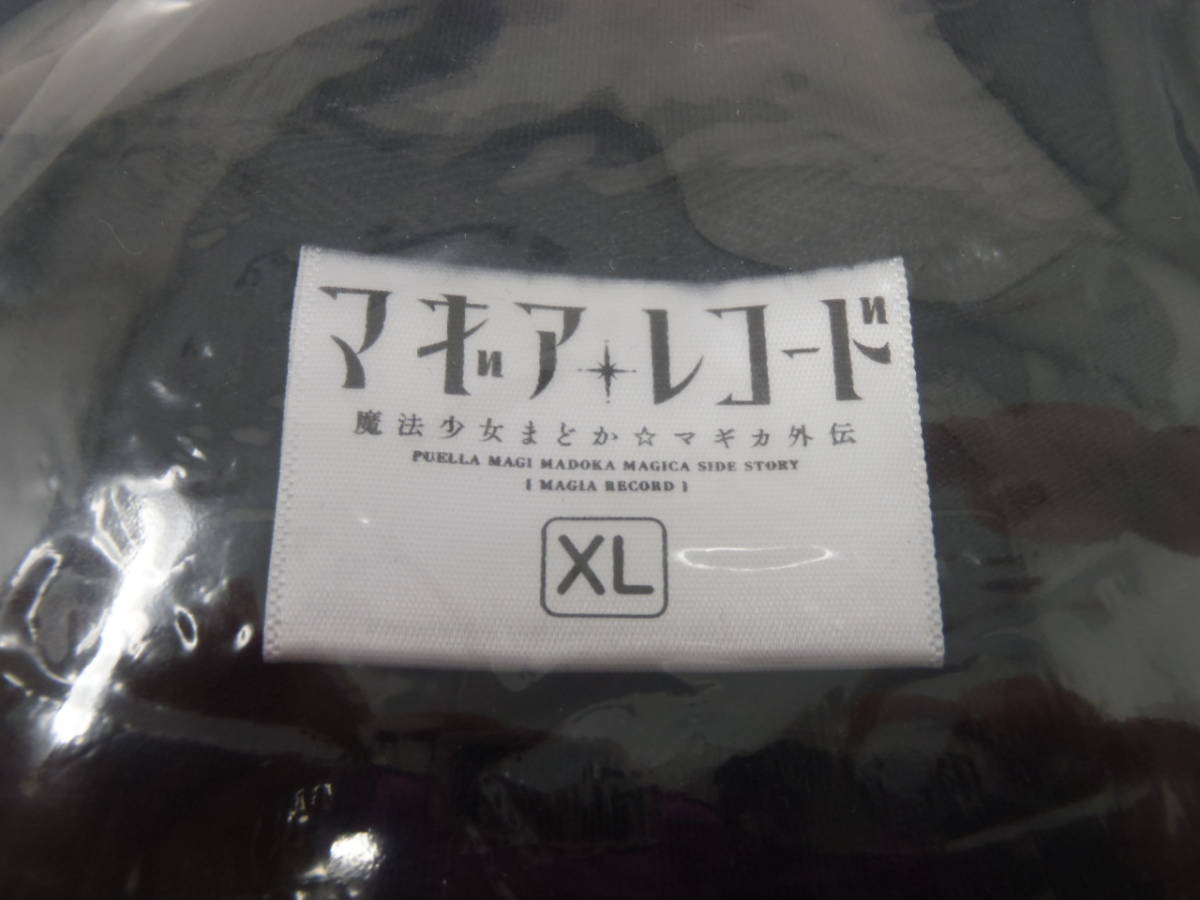 マギア✦レコード
魔法少女まどか☆マギカ外伝
PUELLA MAGI MADOKA MAGICA SIDE STORY
[ MAGIA RECORD ]
XL